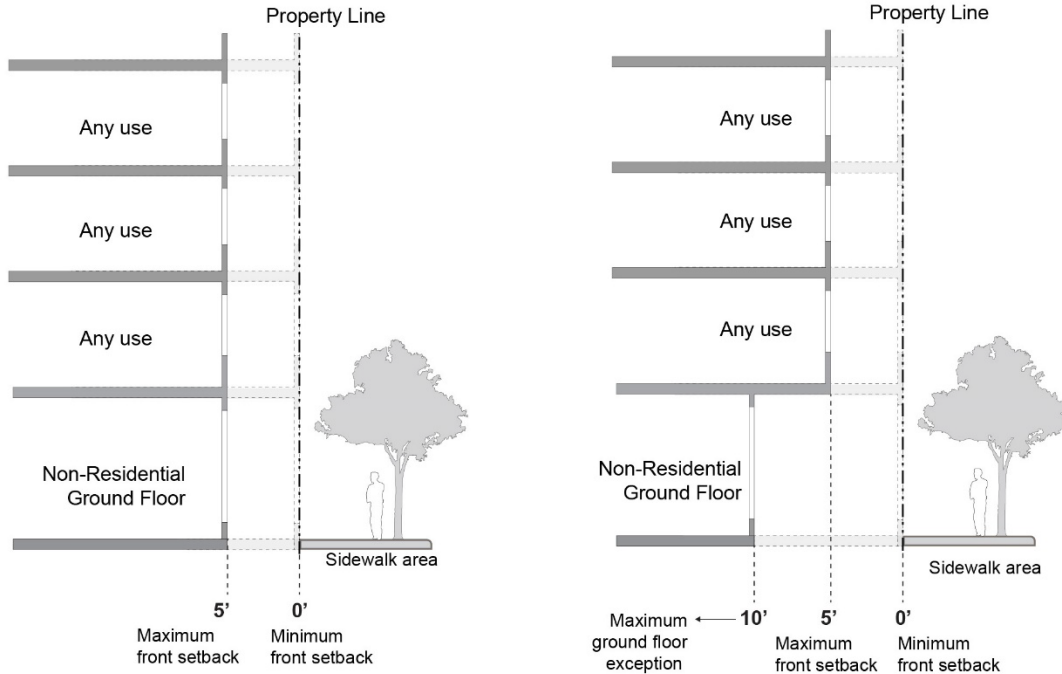 Property Line
Any use
Any use
Any use
Non-Residential
Ground Floor
Sidewalk area
5’
0’
Maximum
front setback
Minimum
front setback
Property Line
Any use
Any use
Any use
Non-Residential
Ground Floor
Sidewalk area
Maximum
ground floor
exception
10’
5’
0’
Maximum
front setback
Minimum
front setback